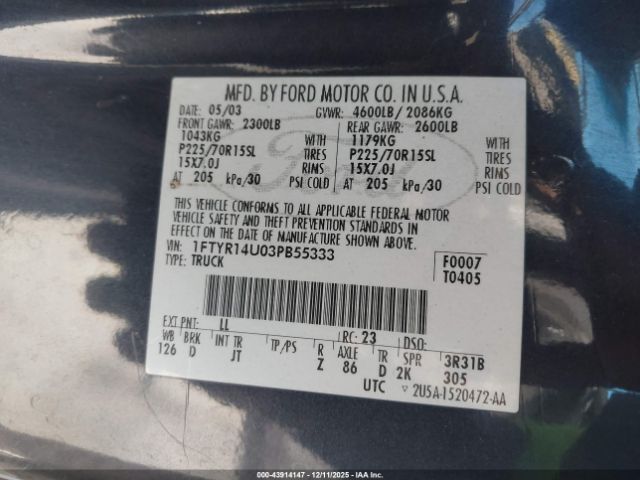 MFD. BY FORD MOTOR CO. IN U.S.A.
DATE: 05/03 GVWR: 4600LB/ 2086KG
FRONT GAWR: 2300LB REAR GAWR: 2600LB
1043KG WITH 1179KG WITH
P225/70R15SL TIRES P225/70R15SL TIRES
15X7.0J RIMS 15X7.0J RIMS
AT 205 kPa/30 PSI COLD AT 205 kPa/30 PSI COLD
THIS VEHICLE CONFORMS TO ALL APPLICABLE FEDERAL MOTOR
VEHICLE SAFETY AND THEFT PREVENTION STANDARDS IN
EFFECT ON THE DATE OF MANUFACTURE SHOWN ABOVE.
VIN: 1FTYR14U03PB55333 F0007
TYPE: TRUCK T0405
EXT PNT: LL RC: 23 DSO:
WB BRK INT TR TP/PS R AXLE TR SPR 3R31B
126 D JT Z 86 D 2K 305
UTC ▽ 2U5A-1520472-AA
Ford
000-43914147 - 12/11/2025 - IAAI.COM